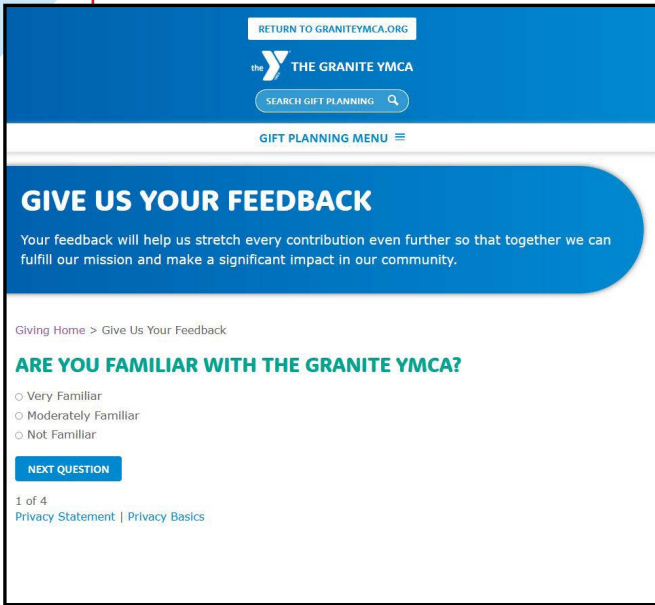 RETURN TO GRANITEYMCA.ORG
the Y THE GRANITE YMCA
SEARCH GIFT PLANNING
GIFT PLANNING MENU
GIVE US YOUR FEEDBACK
Your feedback will help us stretch every contribution even further so that together we can
fulfill our mission and make a significant impact in our community.
Giving Home > Give Us Your Feedback
ARE YOU FAMILIAR WITH THE GRANITE YMCA?
Very Familiar
Moderately Familiar
Not Familiar
NEXT QUESTION
1 of 4
Privacy Statement | Privacy Basics